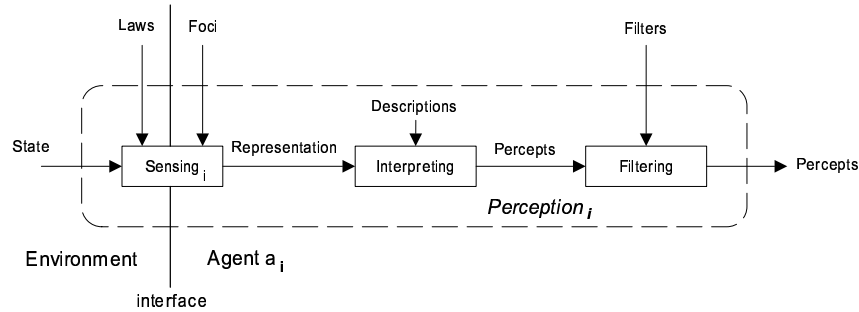 Laws
Foci
Filters
Descriptions
State
Representation
Percepts
Sensing i
Interpreting
Filtering
Percepts
Perception i
Environment
Agent a i
interface